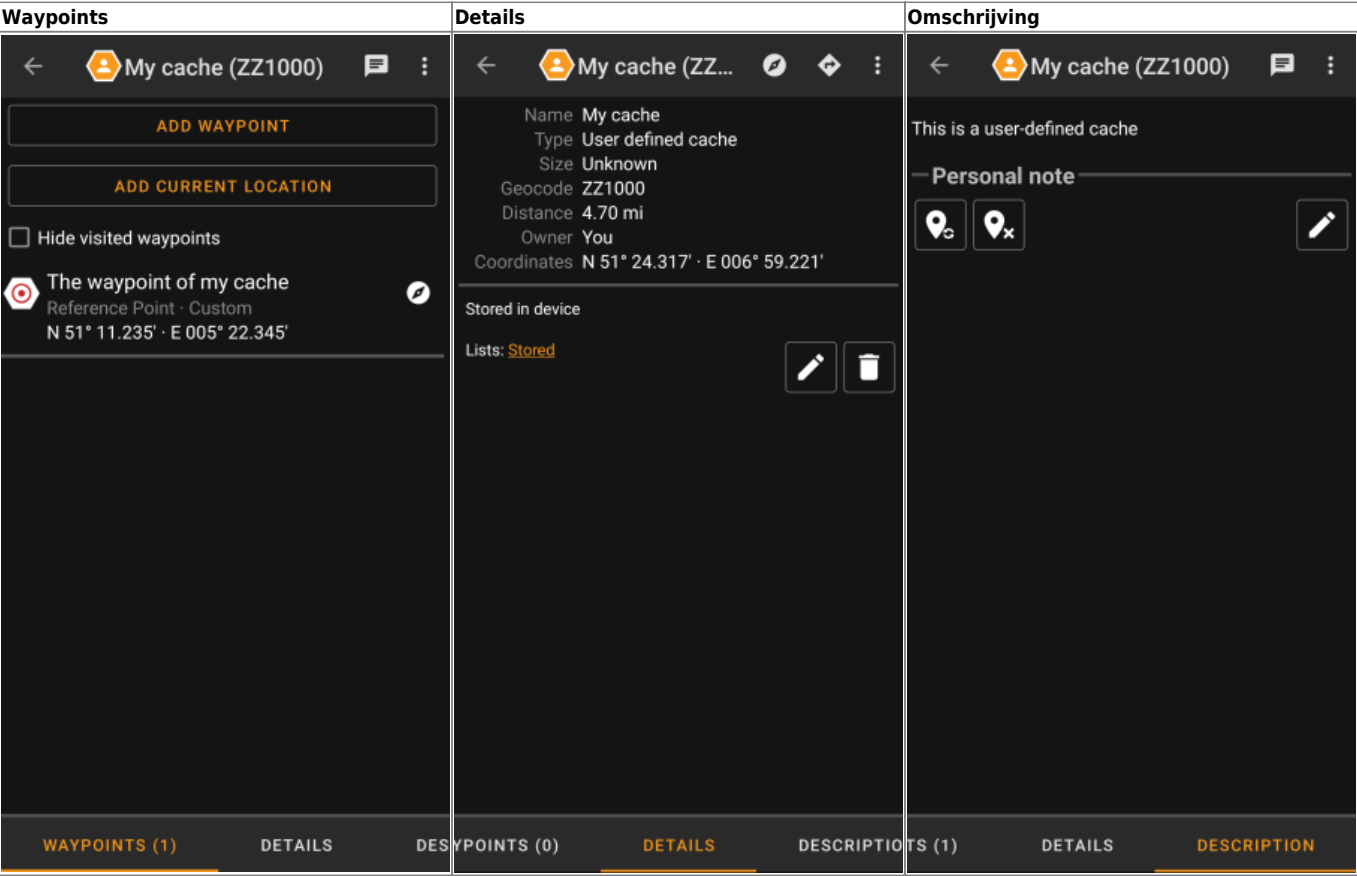 Waypoints
My cache (ZZ1000)
ADD WAYPOINT
ADD CURRENT LOCATION
Hide visited waypoints
The waypoint of my cache
Reference Point · Custom
N 51° 11.235' · E 005° 22.345'
WAYPOINTS (1) DETAILS DES
Details
My cache (ZZ...
Name My cache
Type User defined cache
Size Unknown
Geocode ZZ1000
Distance 4.70 mi
Owner You
Coordinates N 51° 24.317' · E 006° 59.221'
Stored in device
Lists: Stored
YPOINTS (0) DETAILS DESCRIPTIO
Omschrijving
My cache (ZZ1000)
This is a user-defined cache
Personal note
TS (1) DETAILS DESCRIPTION